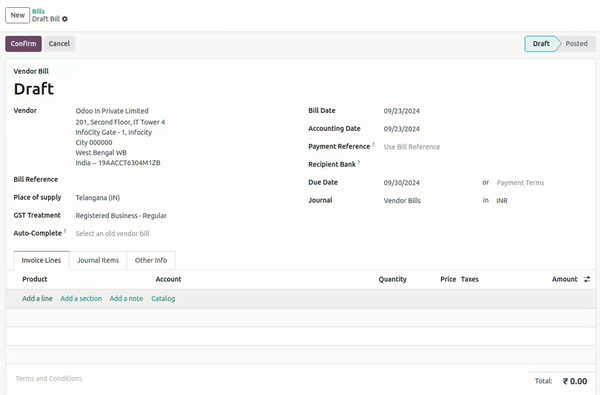 New
Bills
Draft Bill
Confirm Cancel
Draft Posted
Vendor Bill
Draft
Vendor Odoo In Private Limited
201, Second Floor, IT Tower 4
InfoCity Gate - 1, Infocity
City 000000
West Bengal WB
India – 19AACCT6304M1ZB
Bill Reference
Place of supply Telangana (IN)
GST Treatment Registered Business - Regular
Auto-Complete ? Select an old vendor bill
Bill Date 09/23/2024
Accounting Date 09/23/2024
Payment Reference ? Use Bill Reference
Recipient Bank ?
Due Date 09/30/2024 or Payment Terms
Journal Vendor Bills in INR
Invoice Lines Journal Items Other Info
Product Account Quantity Price Taxes Amount
Add a line Add a section Add a note Catalog
Terms and Conditions
Total: ₹ 0.00